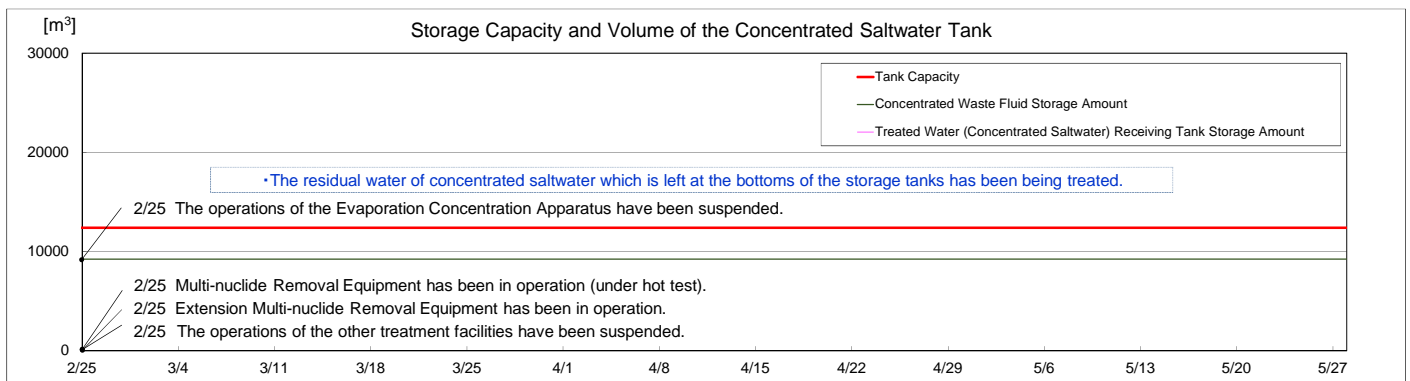 [m³]
Storage Capacity and Volume of the Concentrated Saltwater Tank
30000
Tank Capacity
Concentrated Waste Fluid Storage Amount
Treated Water (Concentrated Saltwater) Receiving Tank Storage Amount
20000
・The residual water of concentrated saltwater which is left at the bottoms of the storage tanks has been being treated.
2/25 The operations of the Evaporation Concentration Apparatus have been suspended.
10000
2/25 Multi-nuclide Removal Equipment has been in operation (under hot test).
2/25 Extension Multi-nuclide Removal Equipment has been in operation.
2/25 The operations of the other treatment facilities have been suspended.
0
2/25 3/4 3/11 3/18 3/25 4/1 4/8 4/15 4/22 4/29 5/6 5/13 5/20 5/27